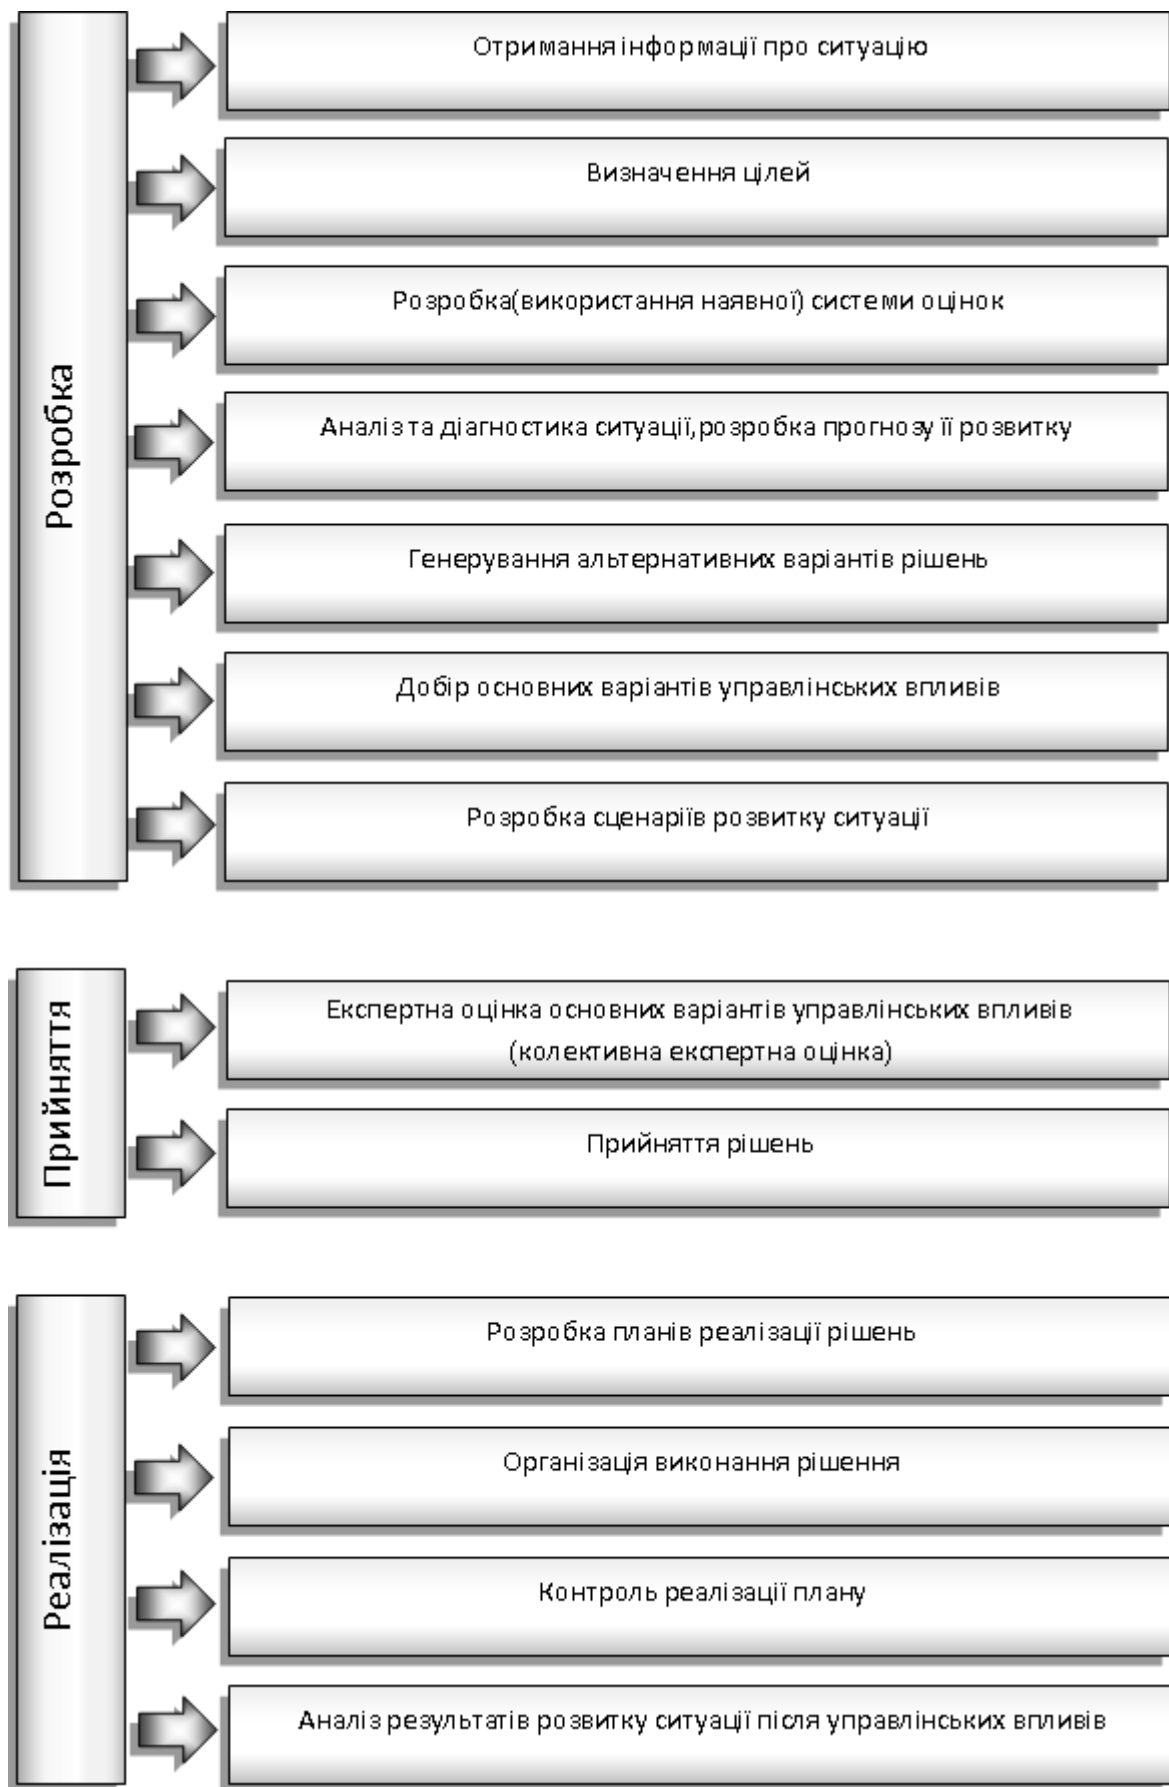 Розробка
Отримання інформації про ситуацію
Визначення цілей
Розробка(використання наявної) системи оцінок
Аналіз та діагностика ситуації,розробка прогнозу її розвитку
Генерування альтернативних варіантів рішень
Добір основних варіантів управлінських впливів
Розробка сценаріїв розвитку ситуації
Прийняття
Експертна оцінка основних варіантів управлінських впливів
(колективна експертна оцінка)
Прийняття рішень
Реалізація
Розробка планів реалізації рішень
Організація виконання рішення
Контроль реалізації плану
Аналіз результатів розвитку ситуації після управлінських впливів